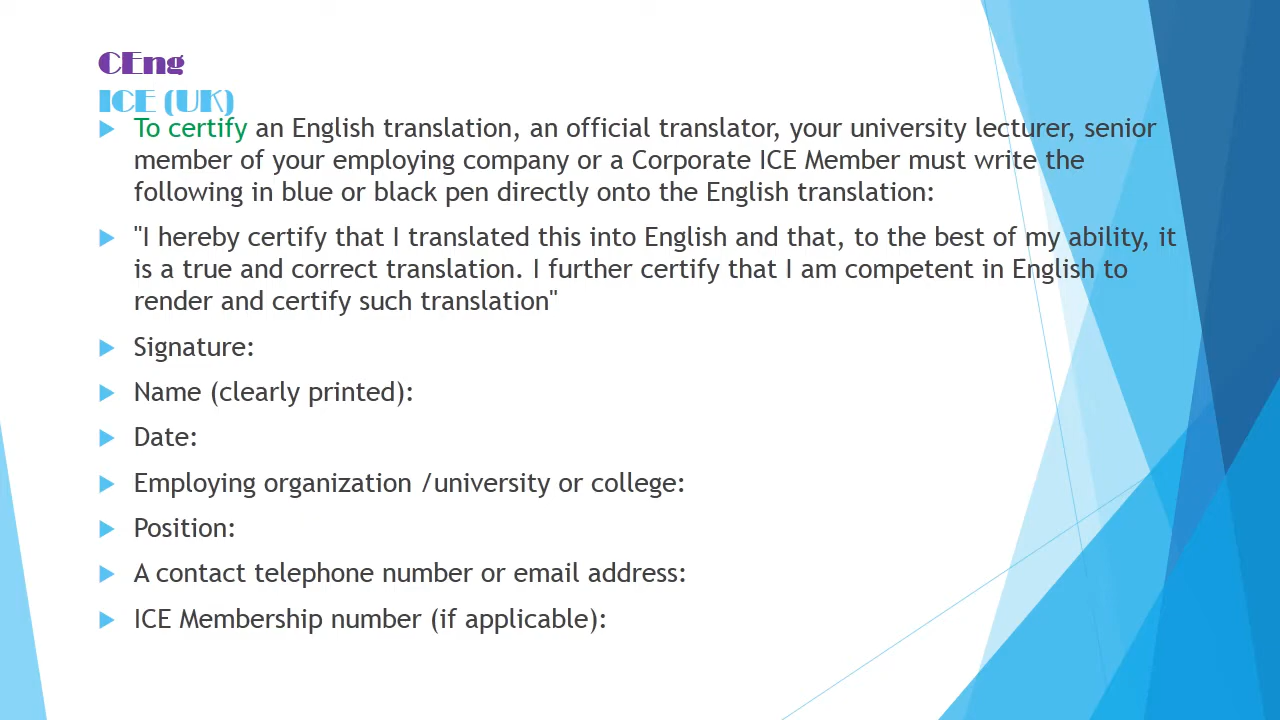 CEng
ICE (UK)
To certify an English translation, an official translator, your university lecturer, senior
member of your employing company or a Corporate ICE Member must write the
following in blue or black pen directly onto the English translation:
"I hereby certify that I translated this into English and that, to the best of my ability, it
is a true and correct translation. I further certify that I am competent in English to
render and certify such translation"
Signature:
Name (clearly printed):
Date:
Employing organization /university or college:
Position:
A contact telephone number or email address:
ICE Membership number (if applicable):